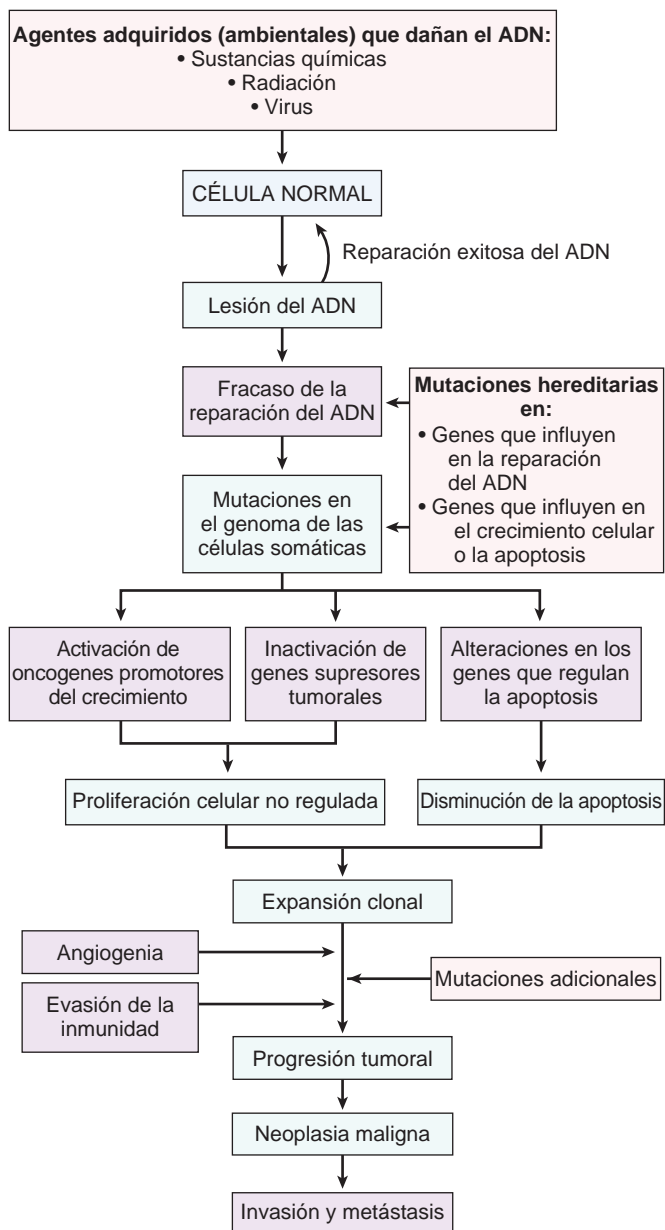 Agentes adquiridos (ambientales) que dañan el ADN:
• Sustancias químicas
• Radiación
• Virus
CÉLULA NORMAL
Reparación exitosa del ADN
Lesión del ADN
Fracaso de la
reparación del ADN
Mutaciones hereditarias
en:
• Genes que influyen
en la reparación
del ADN
• Genes que influyen en
el crecimiento celular
o la apoptosis
Mutaciones en
el genoma de las
células somáticas
Activación de
oncogenes promotores
del crecimiento
Inactivación de
genes supresores
tumorales
Alteraciones en los
genes que regulan
la apoptosis
Proliferación celular no regulada
Disminución de la apoptosis
Expansión clonal
Angiogenia
Mutaciones adicionales
Evasión de la
inmunidad
Progresión tumoral
Neoplasia maligna
Invasión y metástasis